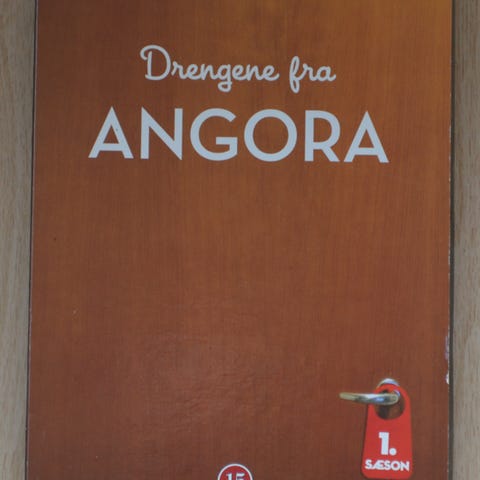 Drengene fra
ANGORA
1.
SÆSON
15